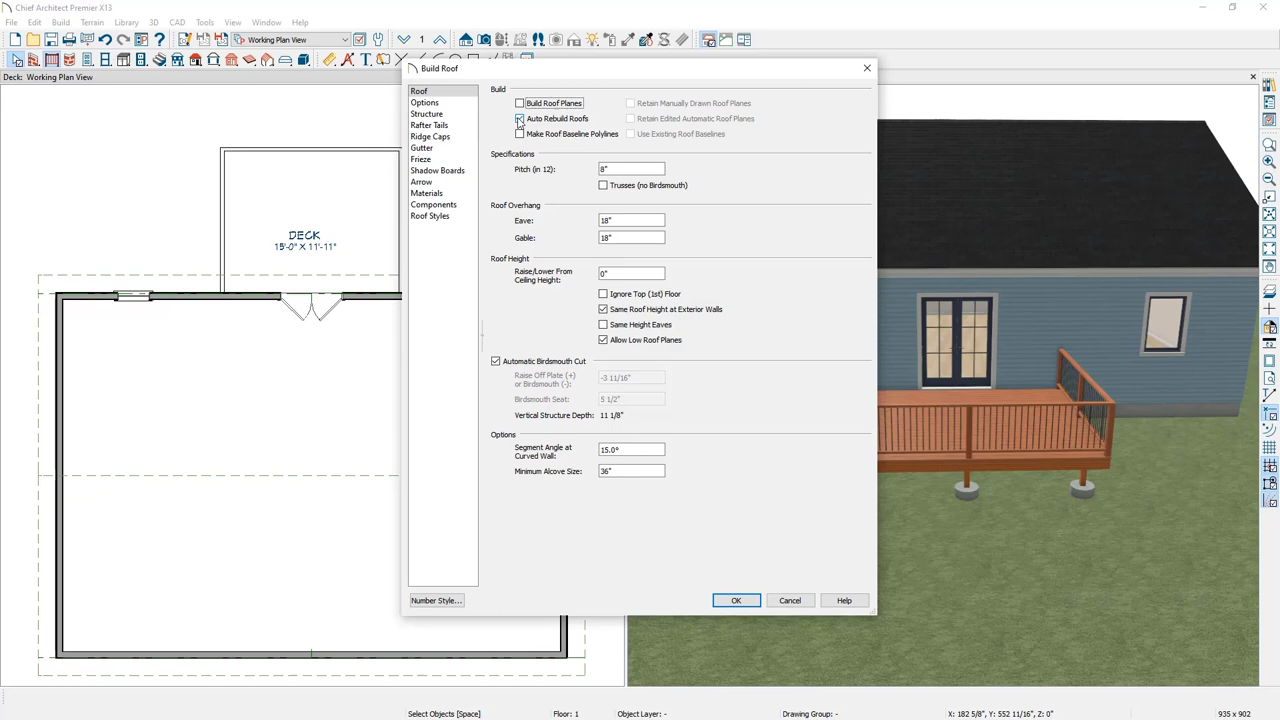 Chief Architect Premier X13
File Edit Build Terrain Library 3D CAD Tools View Window Help
Working Plan View
1
Deck: Working Plan View
Build Roof
Roof
Options
Structure
Rafter Tails
Ridge Caps
Gutter
Frieze
Shadow Boards
Arrow
Materials
Components
Roof Styles
Build
Build Roof Planes Retain Manually Drawn Roof Planes
Auto Rebuild Roofs Retain Edited Automatic Roof Planes
Make Roof Baseline Polylines Use Existing Roof Baselines
Specifications
Pitch (in 12): 8"
Trusses (no Birdsmouth)
Roof Overhang
Eave: 18"
Gable: 18"
Roof Height
Raise/Lower From
Ceiling Height: 0"
Ignore Top (1st) Floor
Same Roof Height at Exterior Walls
Same Height Eaves
Allow Low Roof Planes
Automatic Birdsmouth Cut
Raise Off Plate (+)
or Birdsmouth (-): -3 11/16"
Birdsmouth Seat: 5 1/2"
Vertical Structure Depth: 11 1/8"
Options
Segment Angle at
Curved Wall: 15.0°
Minimum Alcove Size: 36"
Number Style... OK Cancel Help
DECK
15'-0" X 11'-11"
Select Objects [Space] Floor: 1 Object Layer: - Drawing Group: - X: 182 5/8", Y: 552 11/16", Z: 0" 935 x 902